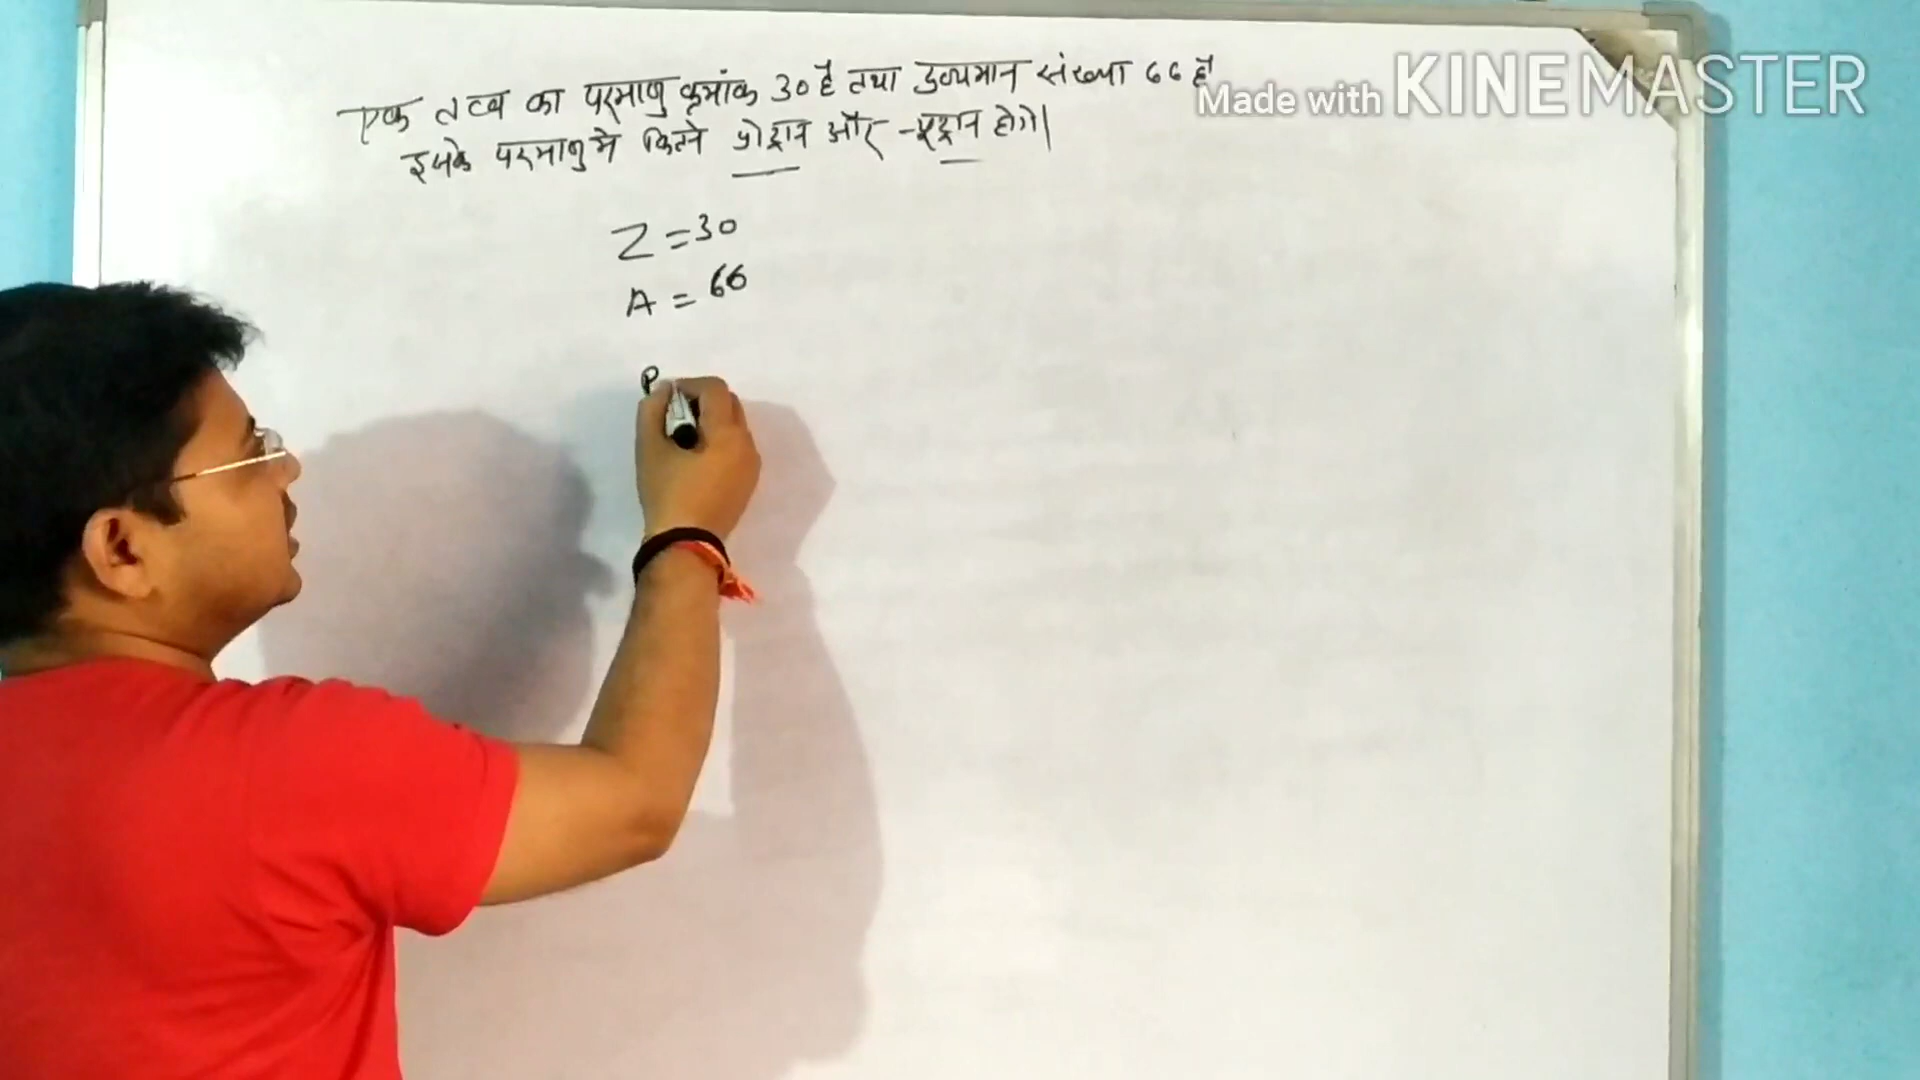 एक तत्व का परमाणु क्रमांक 30 है तथा द्रव्यमान संख्या 66 है
इसके परमाणु मे कितने प्रोट्रान और न्यूट्रान होगे।
Made with KINEMASTER
Z = 30
A = 66
P